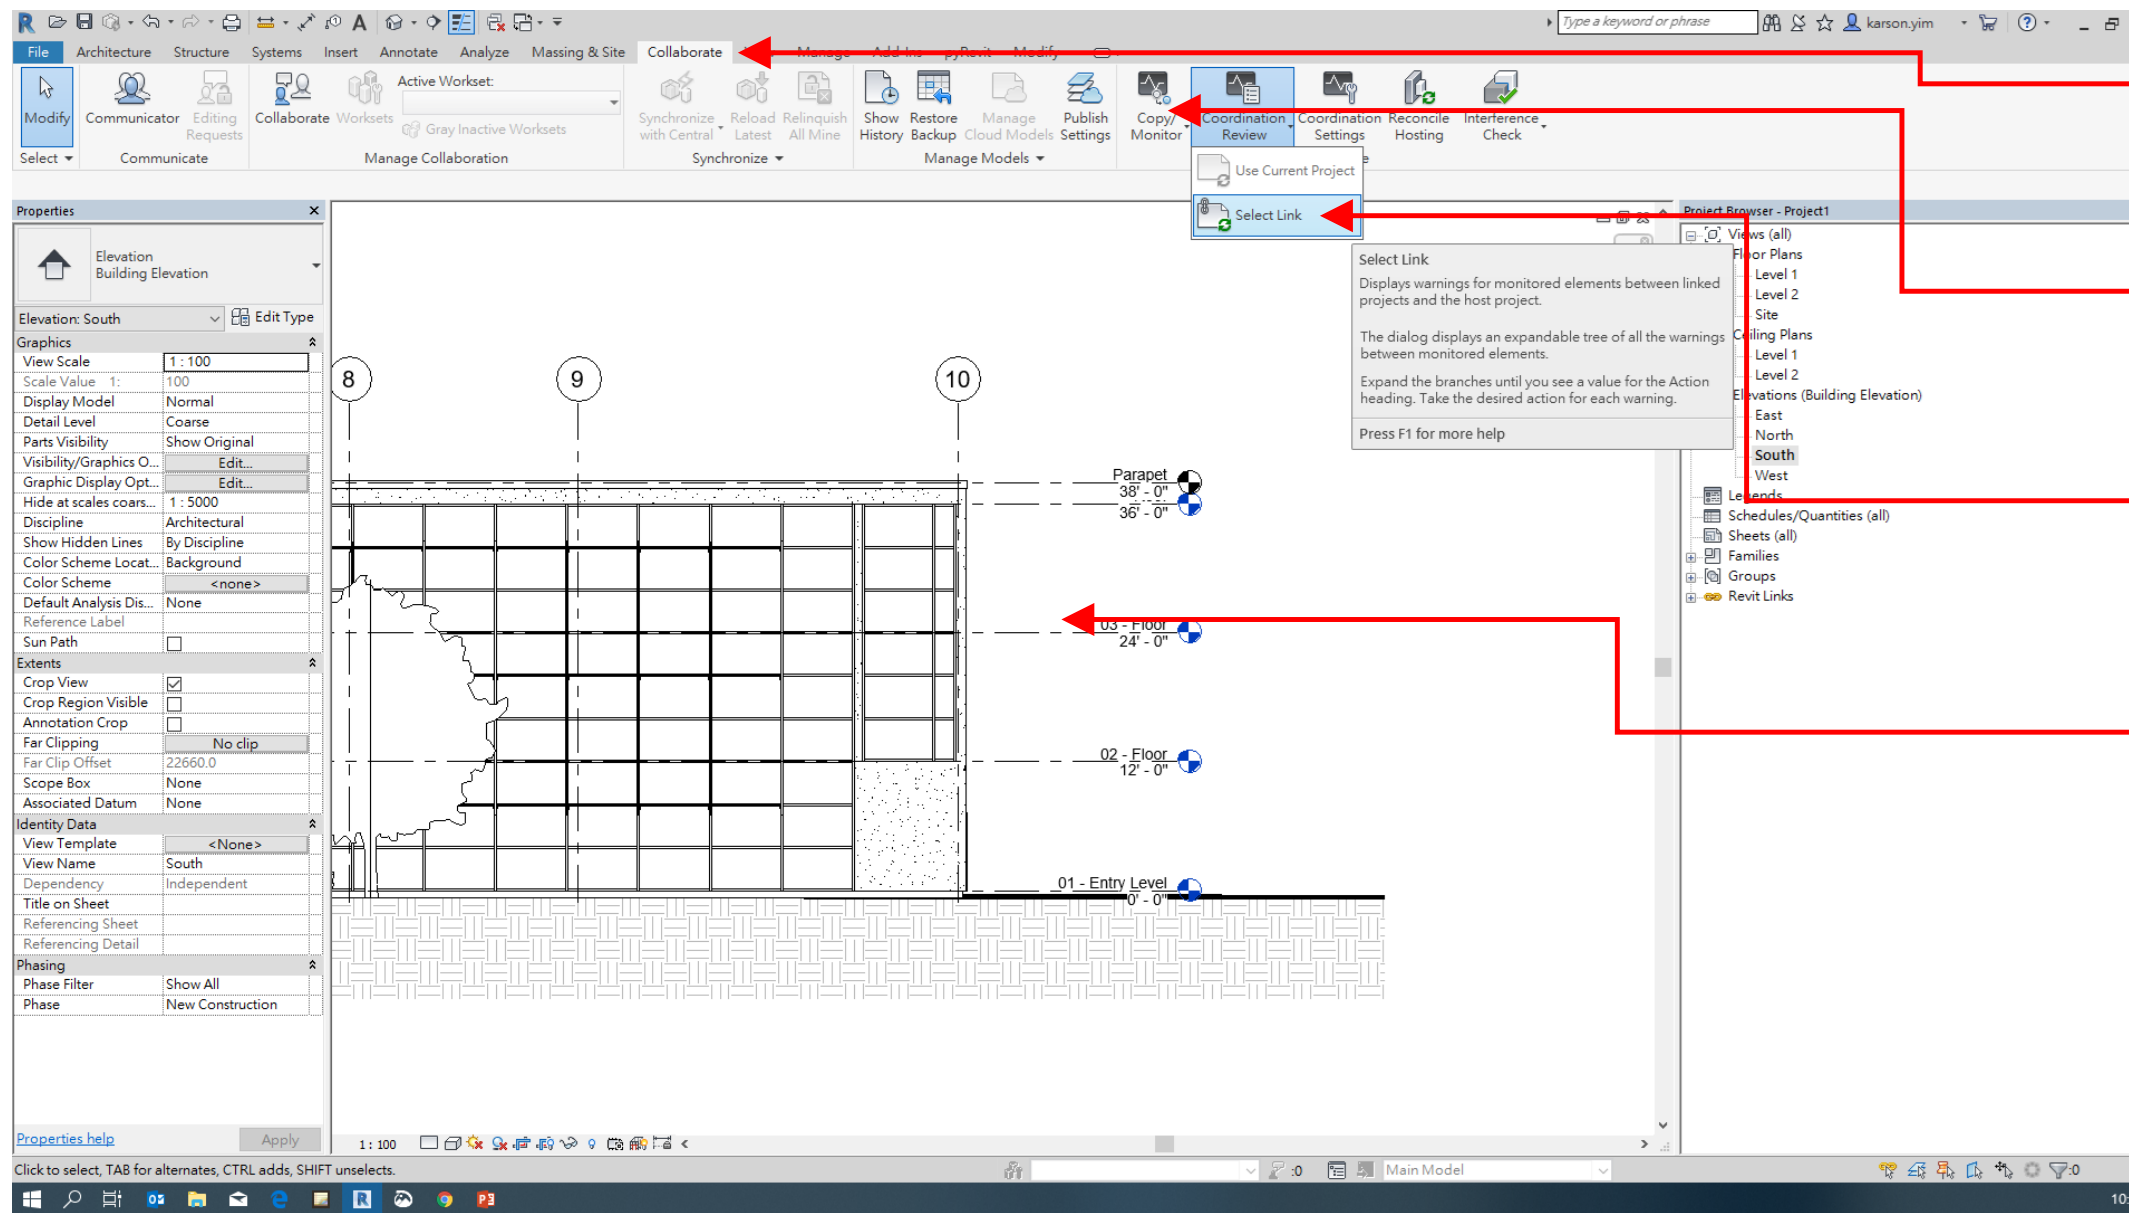 Type a keyword or phrase
karson.yim
File Architecture Structure Systems Insert Annotate Analyze Massing & Site Collaborate Manage Add-Ins pyRevit Modify
Modify
Communicator
Editing Requests
Collaborate
Worksets
Active Workset:
Gray Inactive Worksets
Synchronize with Central
Reload Latest
Relinquish All Mine
Show History
Restore Backup
Manage Cloud Models
Publish Settings
Copy/ Monitor
Coordination Review
Coordination Settings
Reconcile Hosting
Interference Check
Select
Communicate
Manage Collaboration
Synchronize
Manage Models
Use Current Project
Select Link
Select Link
Displays warnings for monitored elements between linked
projects and the host project.
The dialog displays an expandable tree of all the warnings
between monitored elements.
Expand the branches until you see a value for the Action
heading. Take the desired action for each warning.
Press F1 for more help
Properties
Elevation
Building Elevation
Elevation: South Edit Type
Graphics
View Scale 1 : 100
Scale Value 1: 100
Display Model Normal
Detail Level Coarse
Parts Visibility Show Original
Visibility/Graphics O... Edit...
Graphic Display Opt... Edit...
Hide at scales coars... 1 : 5000
Discipline Architectural
Show Hidden Lines By Discipline
Color Scheme Locat... Background
Color Scheme <none>
Default Analysis Dis... None
Reference Label
Sun Path
Extents
Crop View
Crop Region Visible
Annotation Crop
Far Clipping No clip
Far Clip Offset 22660.0
Scope Box None
Associated Datum None
Identity Data
View Template <None>
View Name South
Dependency Independent
Title on Sheet
Referencing Sheet
Referencing Detail
Phasing
Phase Filter Show All
Phase New Construction
Properties help Apply
8 9 10
Parapet
38' - 0"
36' - 0"
03 - Floor
24' - 0"
02 - Floor
12' - 0"
01 - Entry Level
0' - 0"
Project Browser - Project1
Views (all)
Floor Plans
Level 1
Level 2
Site
Ceiling Plans
Level 1
Level 2
Elevations (Building Elevation)
East
North
South
West
Legends
Schedules/Quantities (all)
Sheets (all)
Families
Groups
Revit Links
1 : 100
Click to select, TAB for alternates, CTRL adds, SHIFT unselects.
:0
Main Model
:0
10: